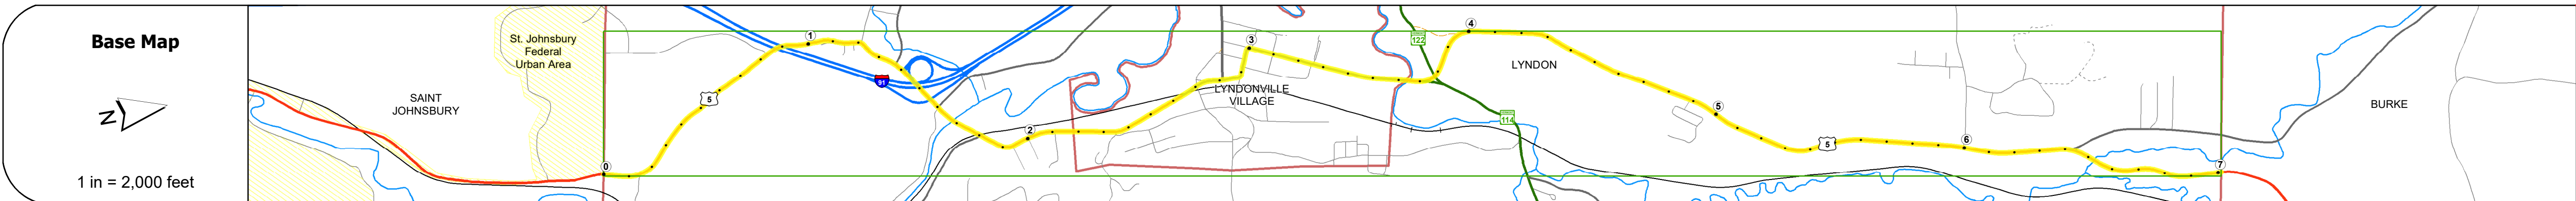 Base Map
N
1 in = 2,000 feet
SAINT
JOHNSBURY
St. Johnsbury
Federal
Urban Area
0
5
1
91
2
3
LYNDONVILLE
VILLAGE
122
4
114
LYNDON
5
5
6
7
BURKE